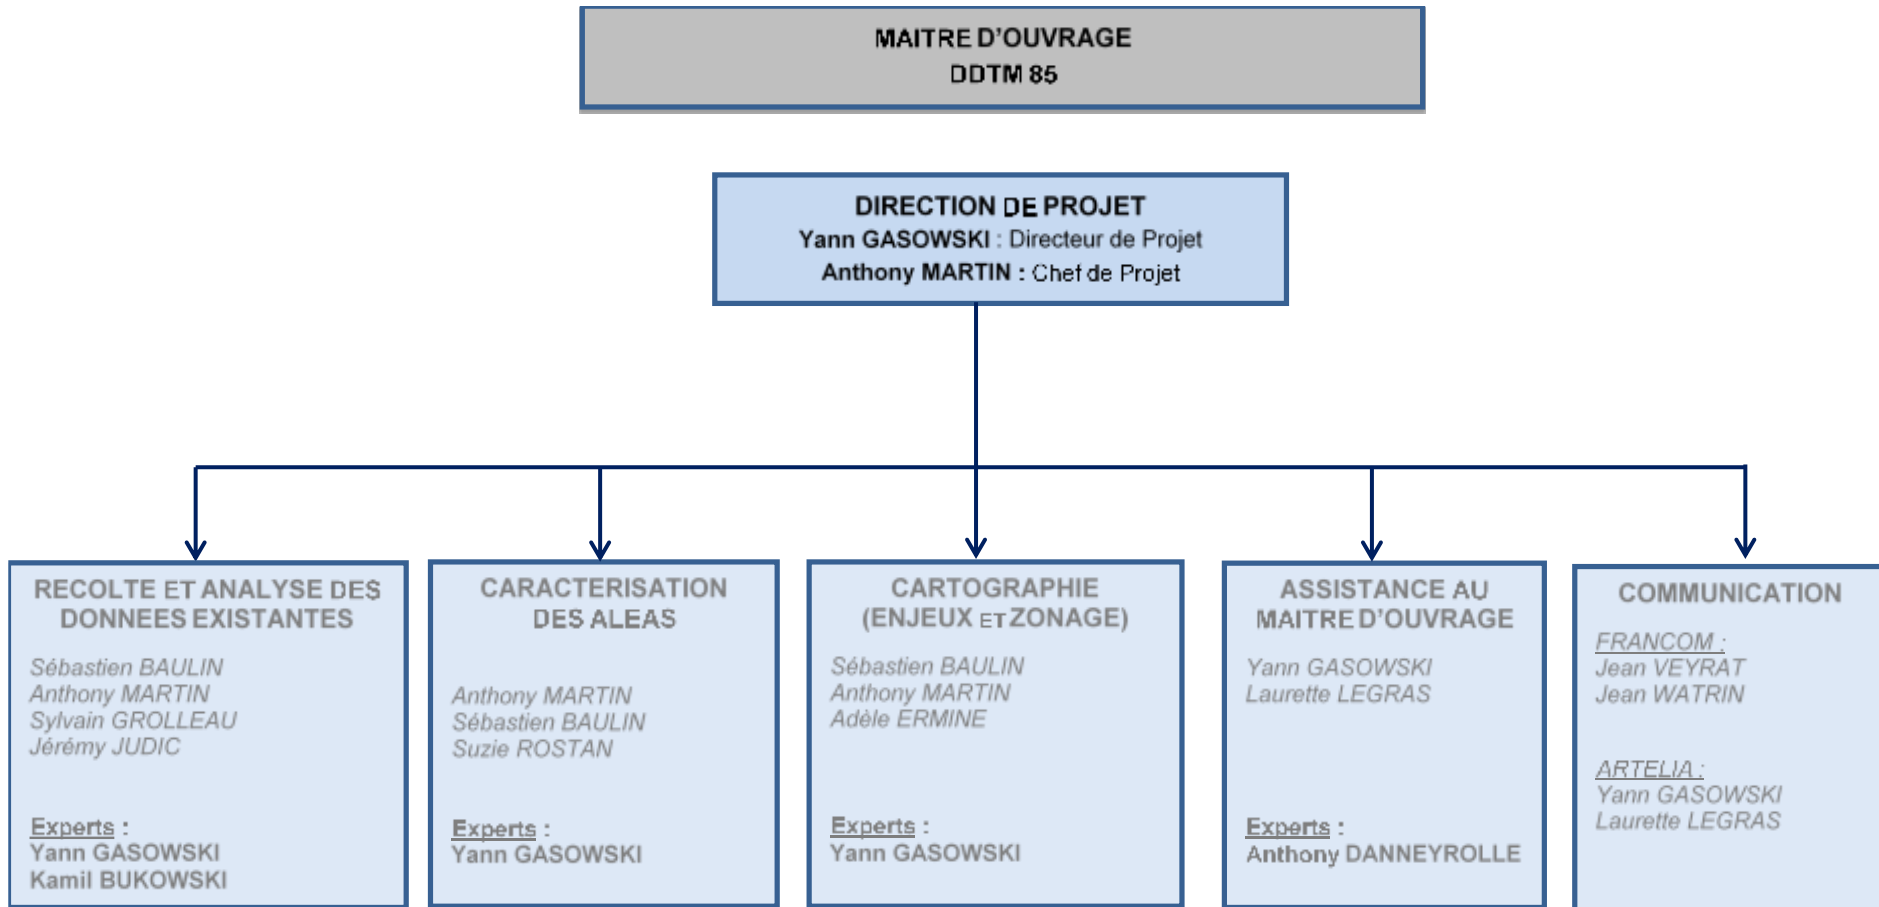 MAITRE D'OUVRAGE
DDTM 85
DIRECTION DE PROJET
Yann GASOWSKI : Directeur de Projet
Anthony MARTIN : Chef de Projet
RECOLTE ET ANALYSE DES
DONNEES EXISTANTES
Sébastien BAULIN
Anthony MARTIN
Sylvain GROLLEAU
Jérémy JUDIC
Experts :
Yann GASOWSKI
Kamil BUKOWSKI
CARACTERISATION
DES ALEAS
Anthony MARTIN
Sébastien BAULIN
Suzie ROSTAN
Experts :
Yann GASOWSKI
CARTOGRAPHIE
(ENJEUX ET ZONAGE)
Sébastien BAULIN
Anthony MARTIN
Adèle ERMINE
Experts :
Yann GASOWSKI
ASSISTANCE AU
MAITRE D'OUVRAGE
Yann GASOWSKI
Laurette LEGRAS
Experts :
Anthony DANNEYROLLE
COMMUNICATION
FRANCOM :
Jean VEYRAT
Jean WATRIN
ARTELIA :
Yann GASOWSKI
Laurette LEGRAS